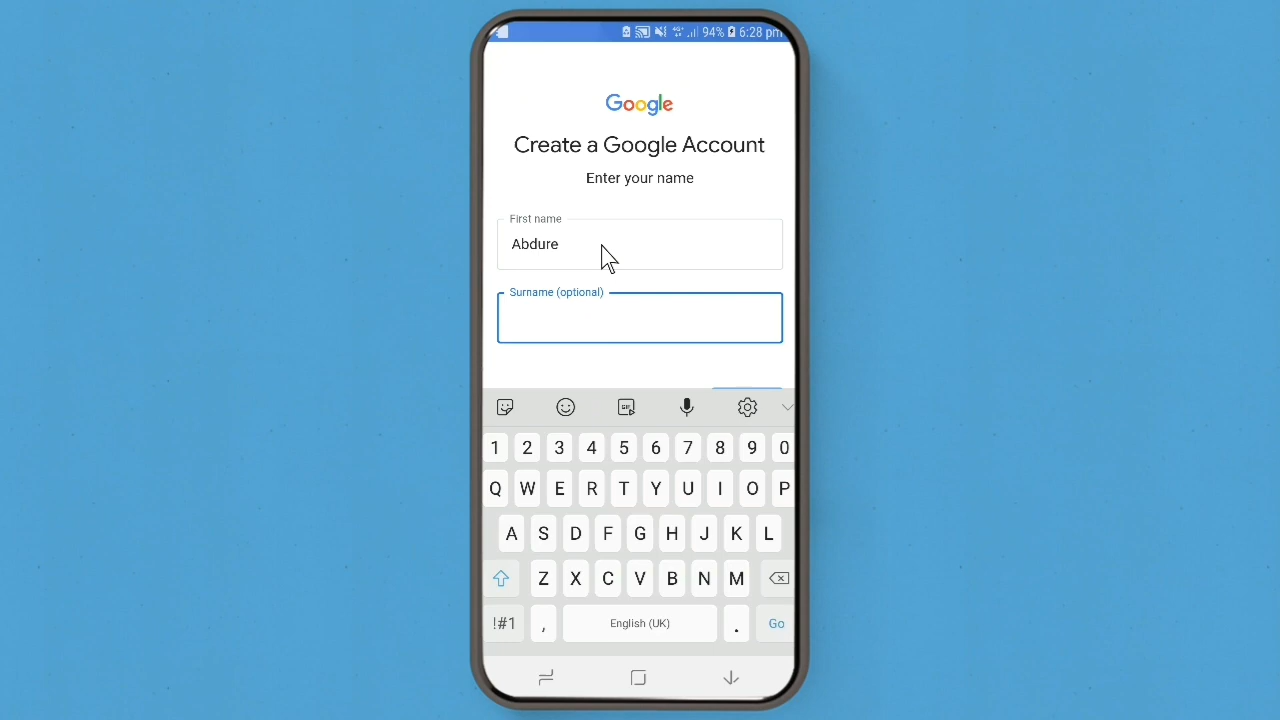 94% 6:28 pm
Google
Create a Google Account
Enter your name
First name
Abdure
Surname (optional)
1 2 3 4 5 6 7 8 9 0
Q W E R T Y U I O P
A S D F G H J K L
Z X C V B N M
!#1 , English (UK) . Go